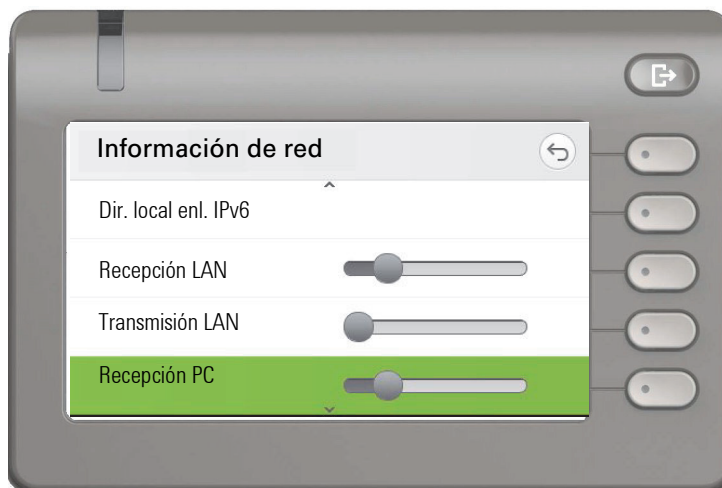 Información de red
Dir. local enl. IPv6
Recepción LAN
Transmisión LAN
Recepción PC